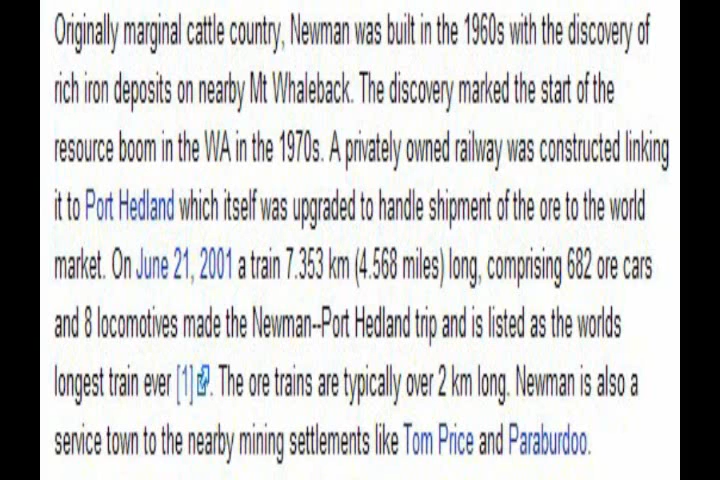 Originally marginal cattle country, Newman was built in the 1960s with the discovery of
rich iron deposits on nearby Mt Whaleback. The discovery marked the start of the
resource boom in the WA in the 1970s. A privately owned railway was constructed linking
it to Port Hedland which itself was upgraded to handle shipment of the ore to the world
market. On June 21, 2001 a train 7.353 km (4.568 miles) long, comprising 682 ore cars
and 8 locomotives made the Newman--Port Hedland trip and is listed as the worlds
longest train ever [1]. The ore trains are typically over 2 km long. Newman is also a
service town to the nearby mining settlements like Tom Price and Paraburdoo.